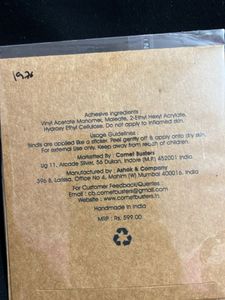 19.76
Adhesive Ingredients
Vinyl Acetate Monomer, Maleate, 2-Ethyl Hexyl Acrylate,
Hydroxy Ethyl Cellulose. Do not apply to inflamed skin.
Usage Guidelines :
Bindis are applied like a sticker. Peel gently off & apply onto dry skin.
For external Use only. Keep away from reach of children.
Marketed By : Comet Busters
Ug 11, Arcade Silver, 56 Dukan, Indore (M.P) 452001 India.
Manufactured by : Ashok & Company
396 B, Larissa, Office No 4, Mahim (W) Mumbai 400016, India
For Customer Feedback/Queries
Email : cb.cometbusters@gmail.com
Website : www.cometbusters.in
Handmade in India
MRP : Rs. 599.00